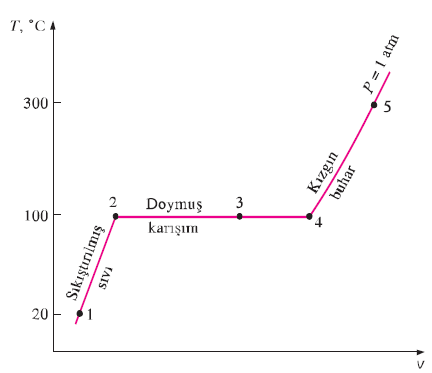 T, °C
P = 1 atm
300
5
Kızgın
buhar
2
Doymuş
3
100
karışım
4
Sıkıştırılmış
sıvı
20
1
v